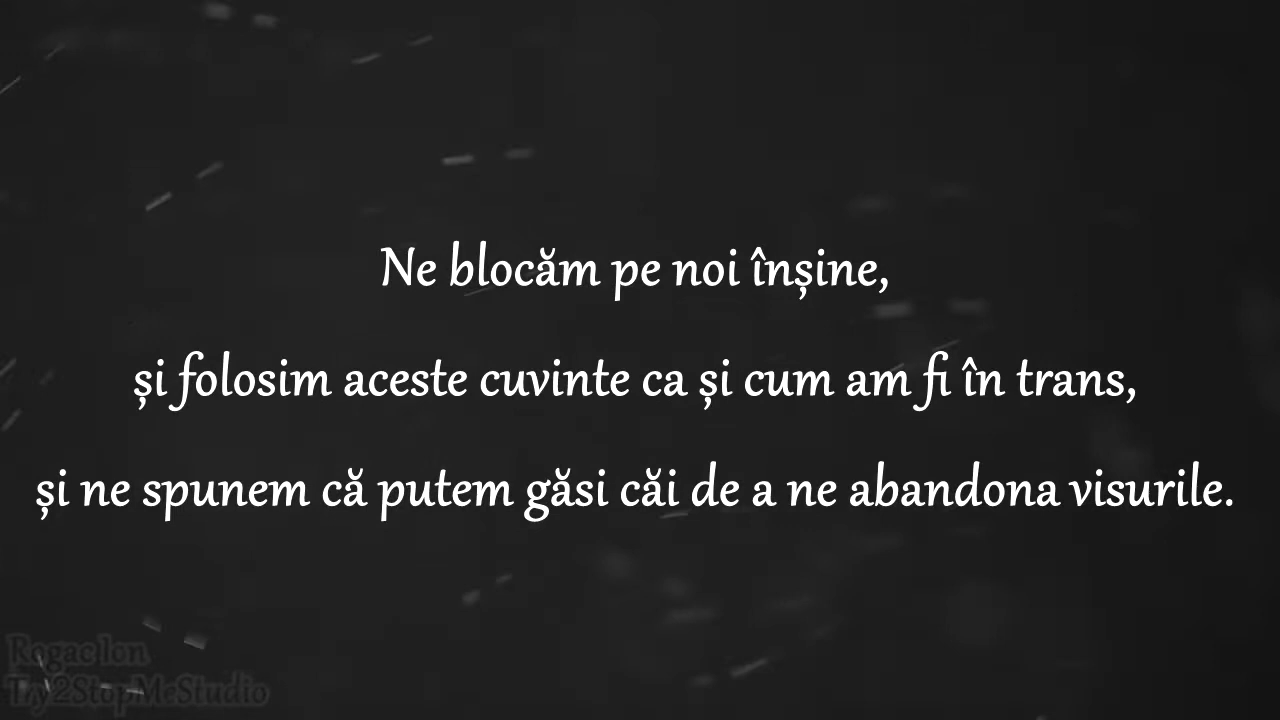 Ne blocăm pe noi înșine,
și folosim aceste cuvinte ca și cum am fi în trans,
și ne spunem că putem găsi căi de a ne abandona visurile.
Rogac Ion
Try2StopMeStudio